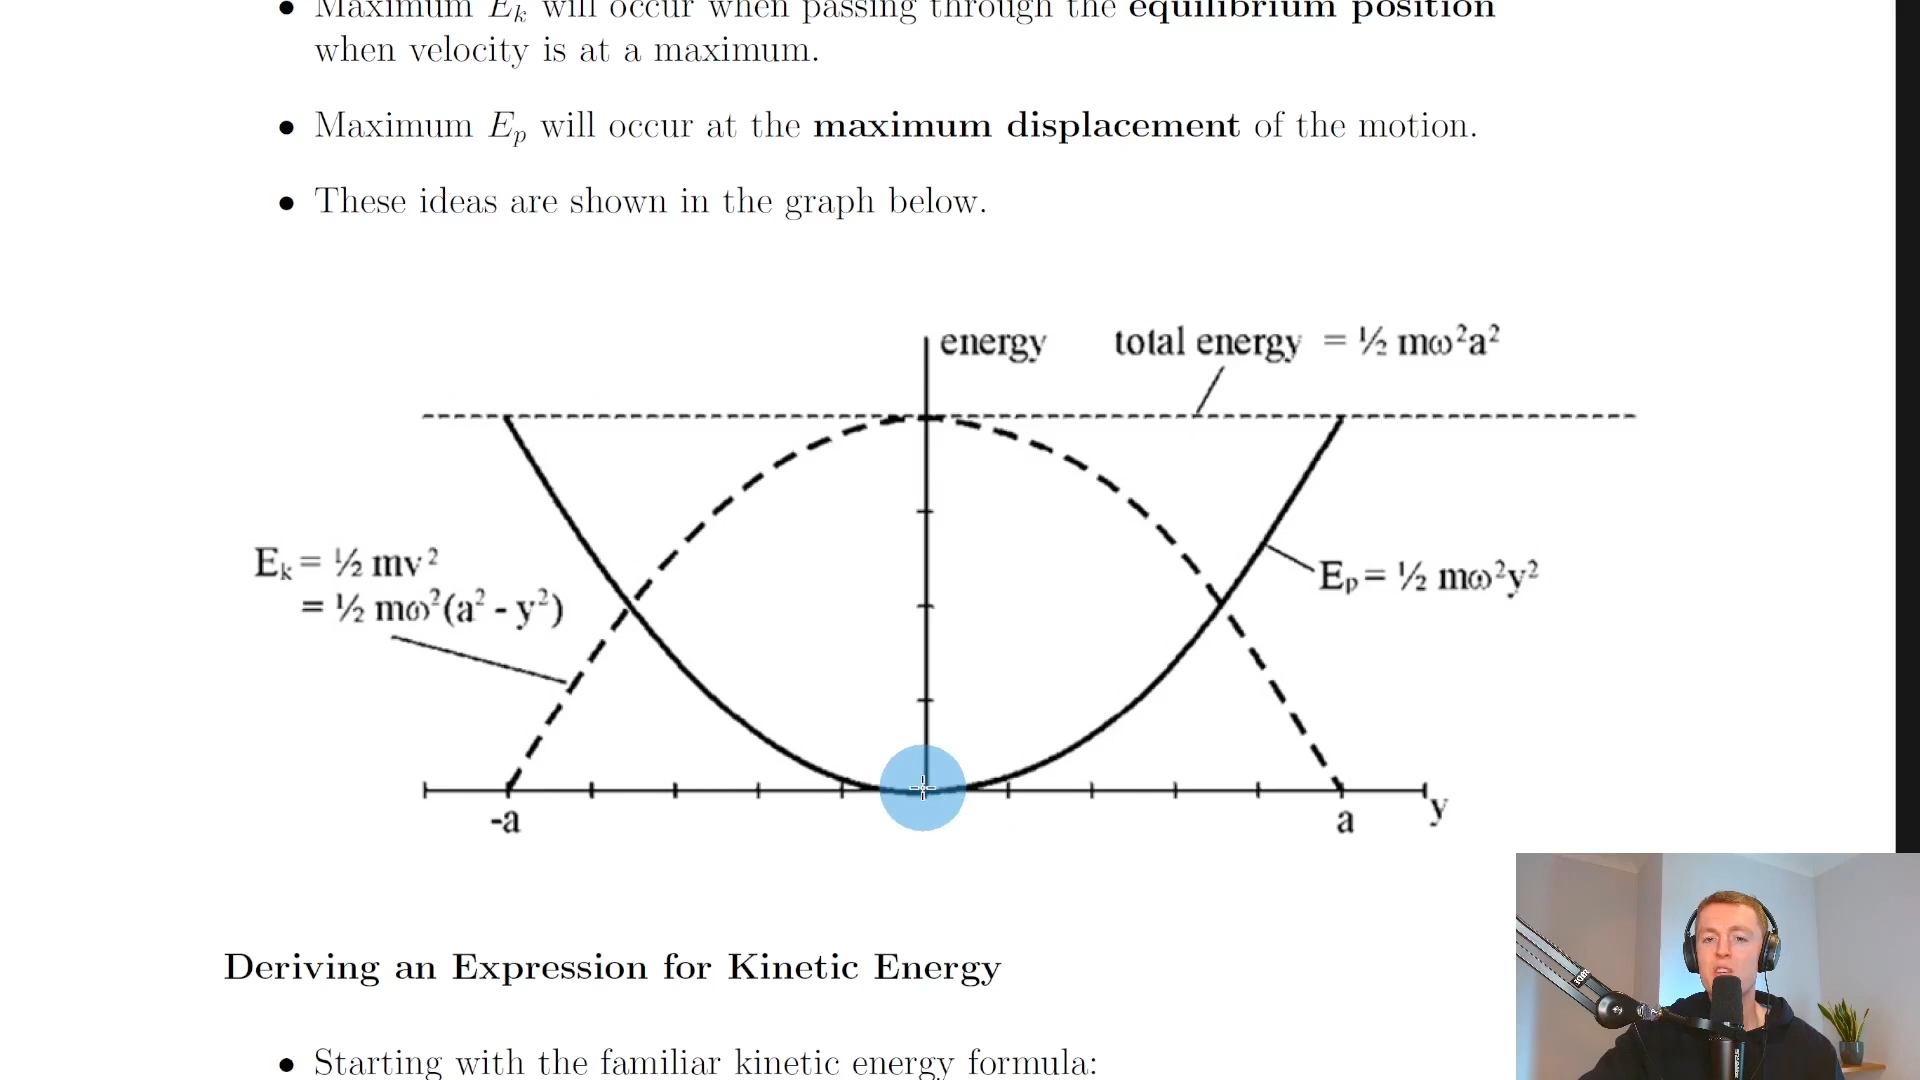 • Maximum Eₖ will occur when passing through the equilibrium position
when velocity is at a maximum.
• Maximum Eₚ will occur at the maximum displacement of the motion.
• These ideas are shown in the graph below.
energy
total energy = ½ mω²a²
Eₖ = ½ mv²
= ½ mω²(a² - y²)
Eₚ = ½ mω²y²
-a
a
y
Deriving an Expression for Kinetic Energy
• Starting with the familiar kinetic energy formula: